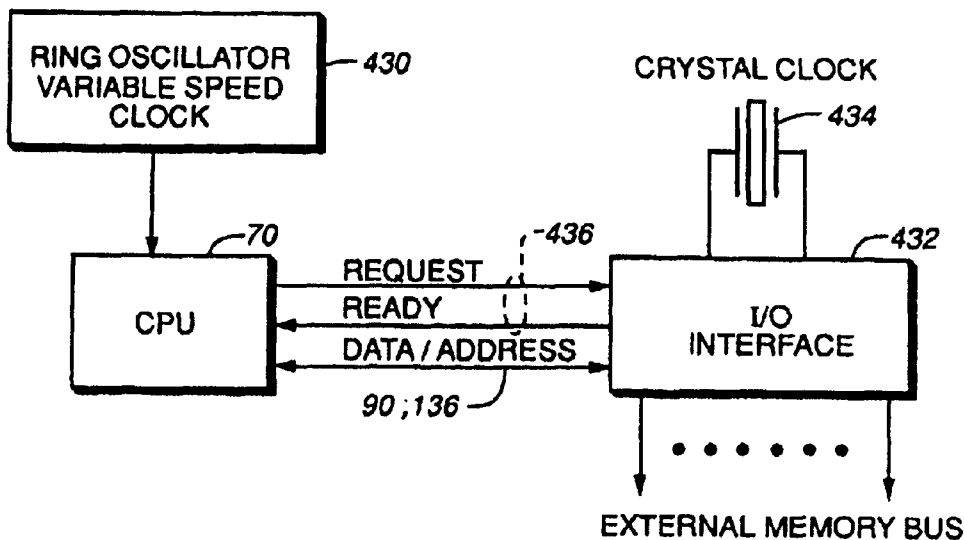 RING OSCILLATOR
VARIABLE SPEED
CLOCK
430
CRYSTAL CLOCK
434
70
CPU
REQUEST
READY
DATA / ADDRESS
436
90 ; 136
432
I/O
INTERFACE
EXTERNAL MEMORY BUS